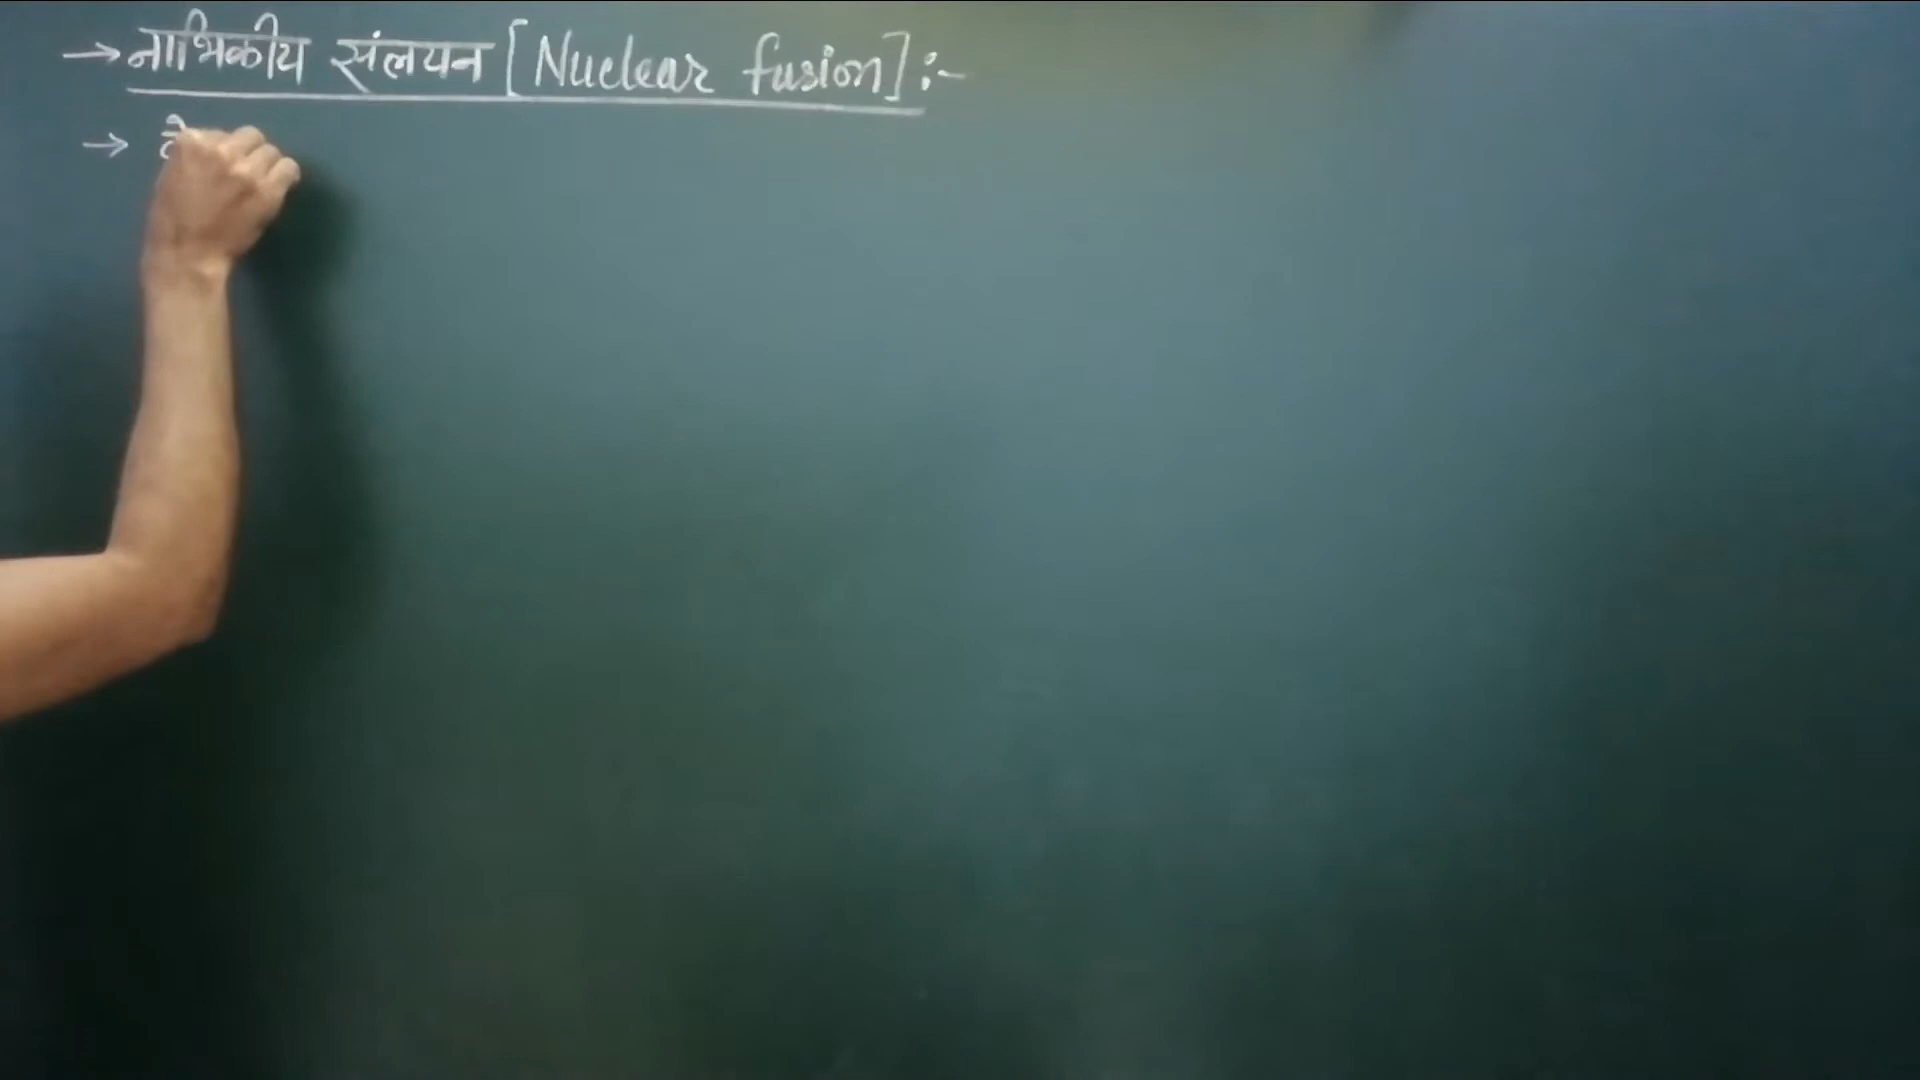 → नाभिकीय संलयन [Nuclear fusion] :-
→